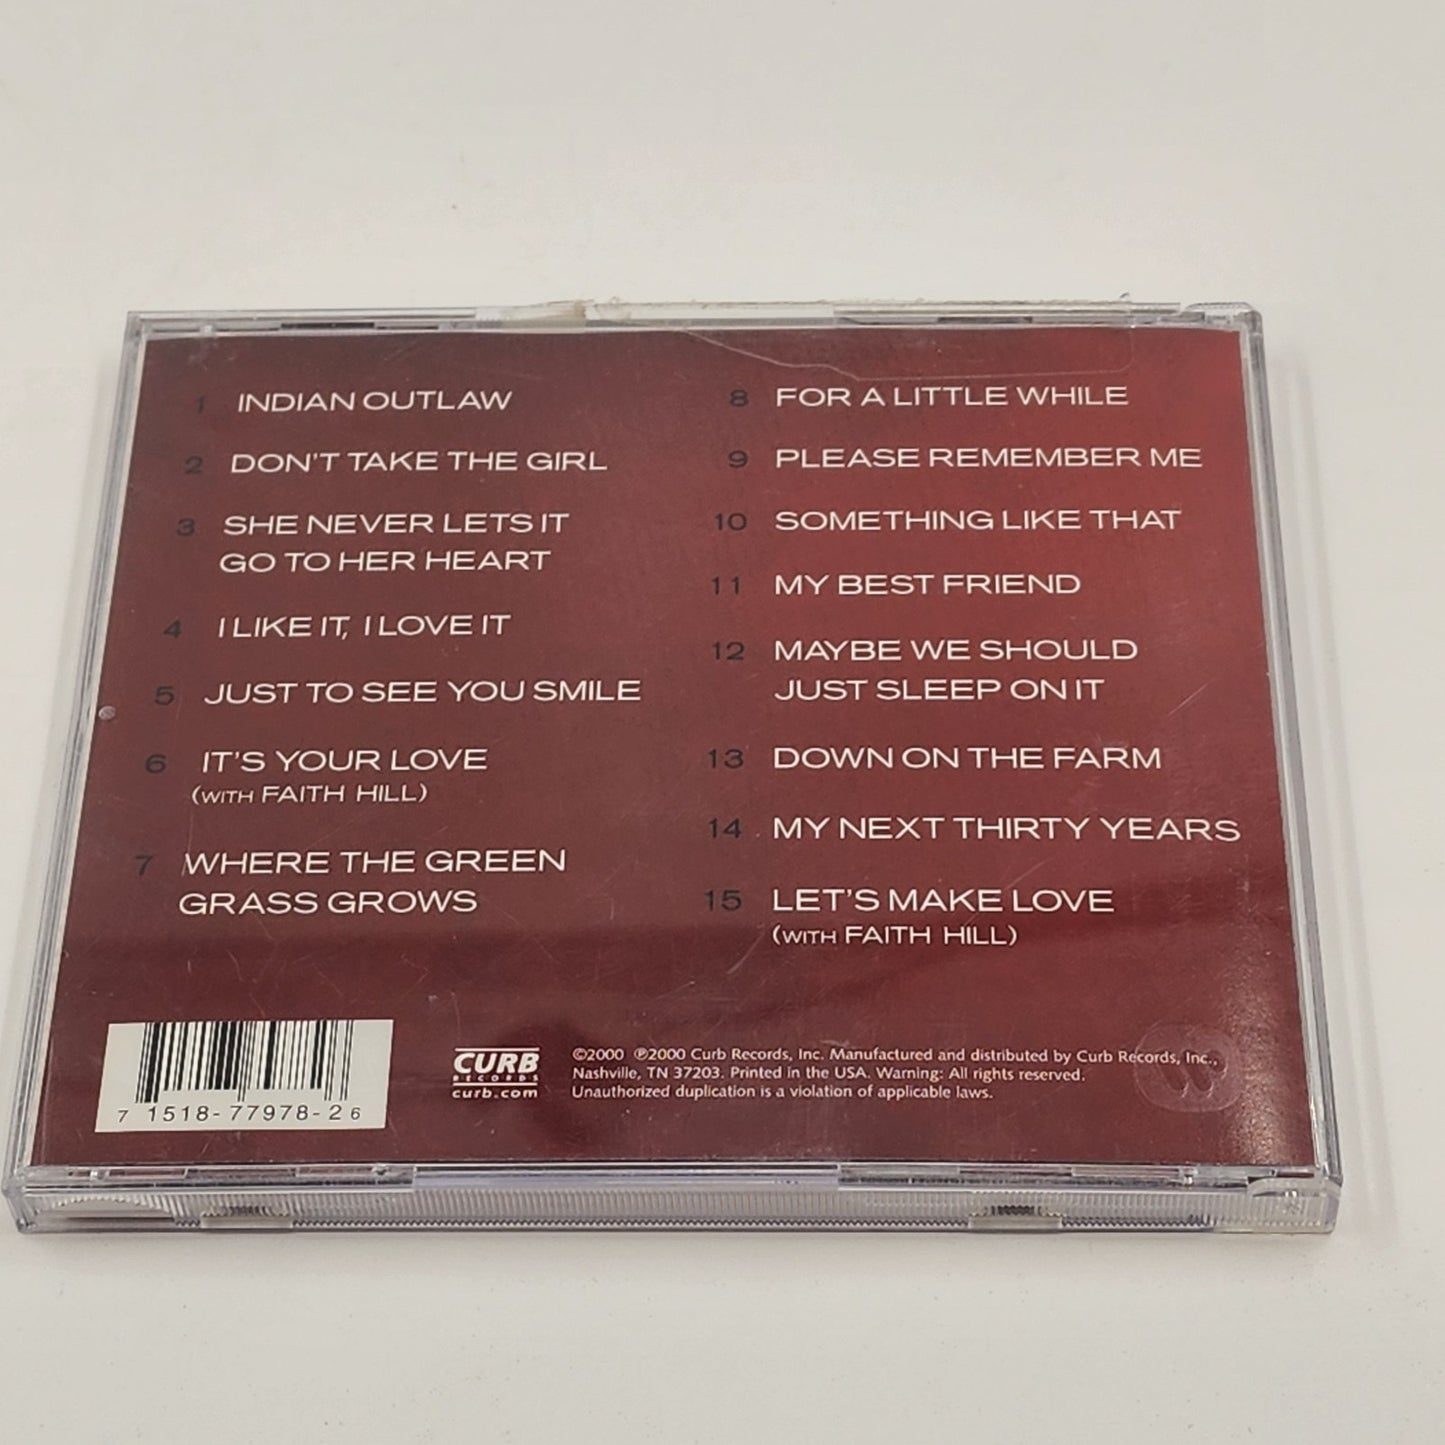 1 INDIAN OUTLAW
2 DON'T TAKE THE GIRL
3 SHE NEVER LETS IT
GO TO HER HEART
4 I LIKE IT, I LOVE IT
5 JUST TO SEE YOU SMILE
6 IT'S YOUR LOVE
(WITH FAITH HILL)
7 WHERE THE GREEN
GRASS GROWS
8 FOR A LITTLE WHILE
9 PLEASE REMEMBER ME
10 SOMETHING LIKE THAT
11 MY BEST FRIEND
12 MAYBE WE SHOULD
JUST SLEEP ON IT
13 DOWN ON THE FARM
14 MY NEXT THIRTY YEARS
15 LET'S MAKE LOVE
(WITH FAITH HILL)
7 1518-77978-2 6
CURB
RECORDS
curb.com
©2000 ℗2000 Curb Records, Inc. Manufactured and distributed by Curb Records, Inc.,
Nashville, TN 37203. Printed in the USA. Warning: All rights reserved.
Unauthorized duplication is a violation of applicable laws.